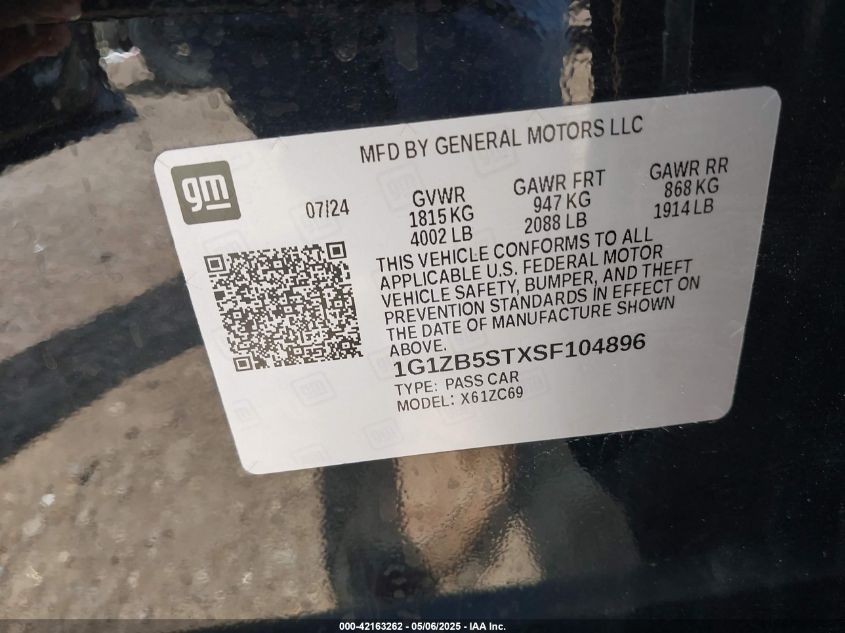 MFD BY GENERAL MOTORS LLC
gm
07/24
GVWR
1815 KG
4002 LB
GAWR FRT
947 KG
2088 LB
GAWR RR
868 KG
1914 LB
THIS VEHICLE CONFORMS TO ALL
APPLICABLE U.S. FEDERAL MOTOR
VEHICLE SAFETY, BUMPER, AND THEFT
PREVENTION STANDARDS IN EFFECT ON
THE DATE OF MANUFACTURE SHOWN
ABOVE.
1G1ZB5STXSF104896
TYPE: PASS CAR
MODEL: X61ZC69
000-42163262 - 05/06/2025 - IAA Inc.